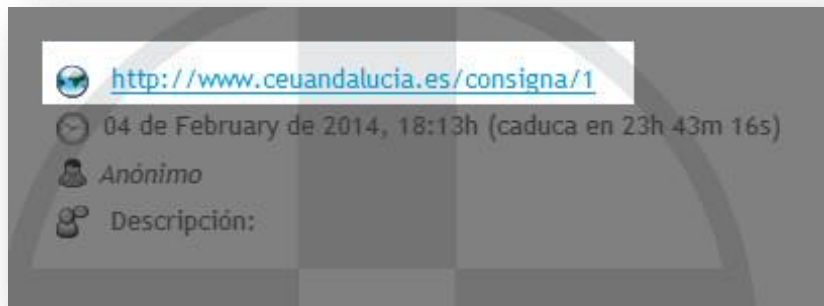 http://www.ceuandalucia.es/consigna/1
04 de February de 2014, 18:13h (caduca en 23h 43m 16s)
Anónimo
Descripción: